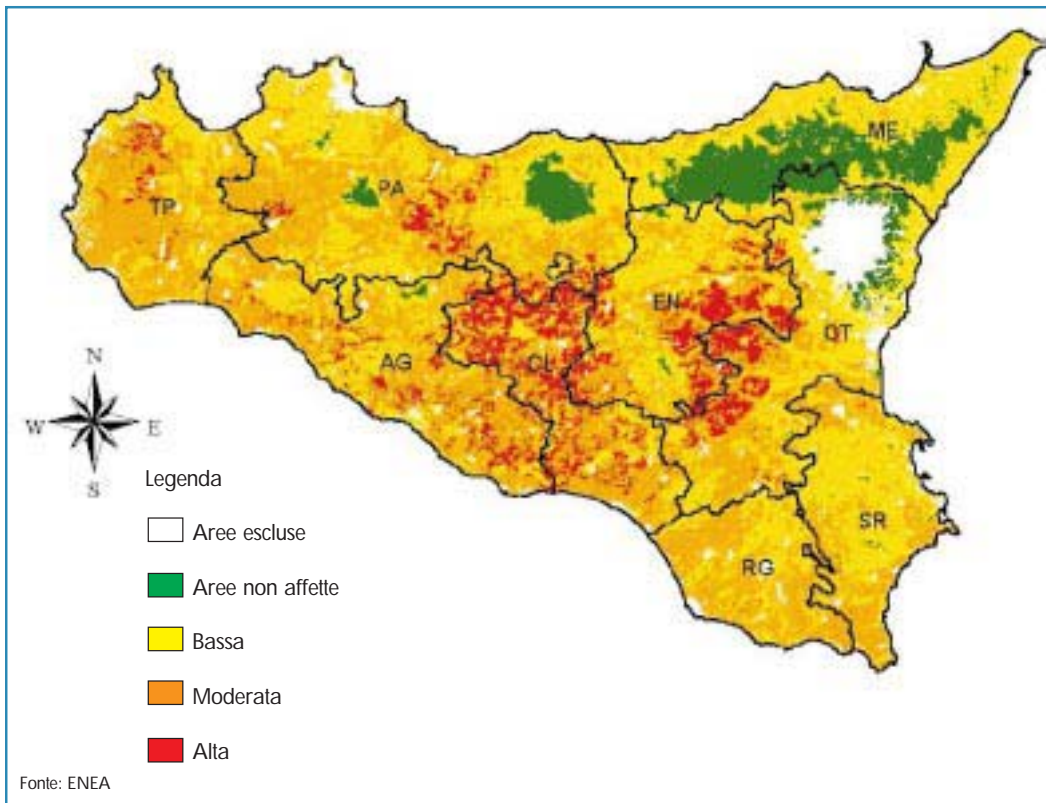 ME
PA
TP
EN
CT
AG
CL
N
W E
S
SR
RG
Legenda
Aree escluse
Aree non affette
Bassa
Moderata
Alta
Fonte: ENEA